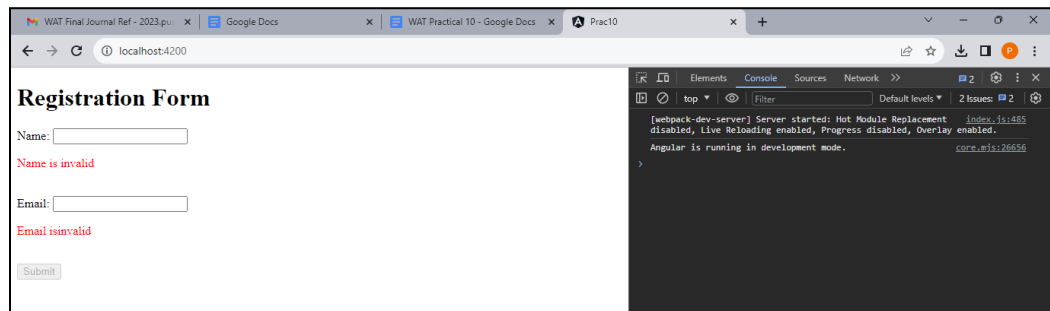 WAT Final Journal Ref - 2023.pu
Google Docs
WAT Practical 10 - Google Docs
Prac10
localhost:4200
P
Registration Form
Name:
Name is invalid
Email:
Email isinvalid
Submit
Elements Console Sources Network 2
top Filter Default levels 2 Issues: 2
[webpack-dev-server] Server started: Hot Module Replacement index.js:485
disabled, Live Reloading enabled, Progress disabled, Overlay enabled.
Angular is running in development mode. core.mjs:26656